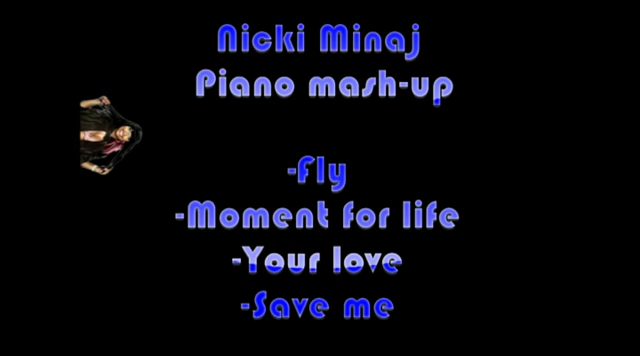 Nicki Minaj
Piano mash-up
-Fly
-Moment for life
-Your love
-Save me